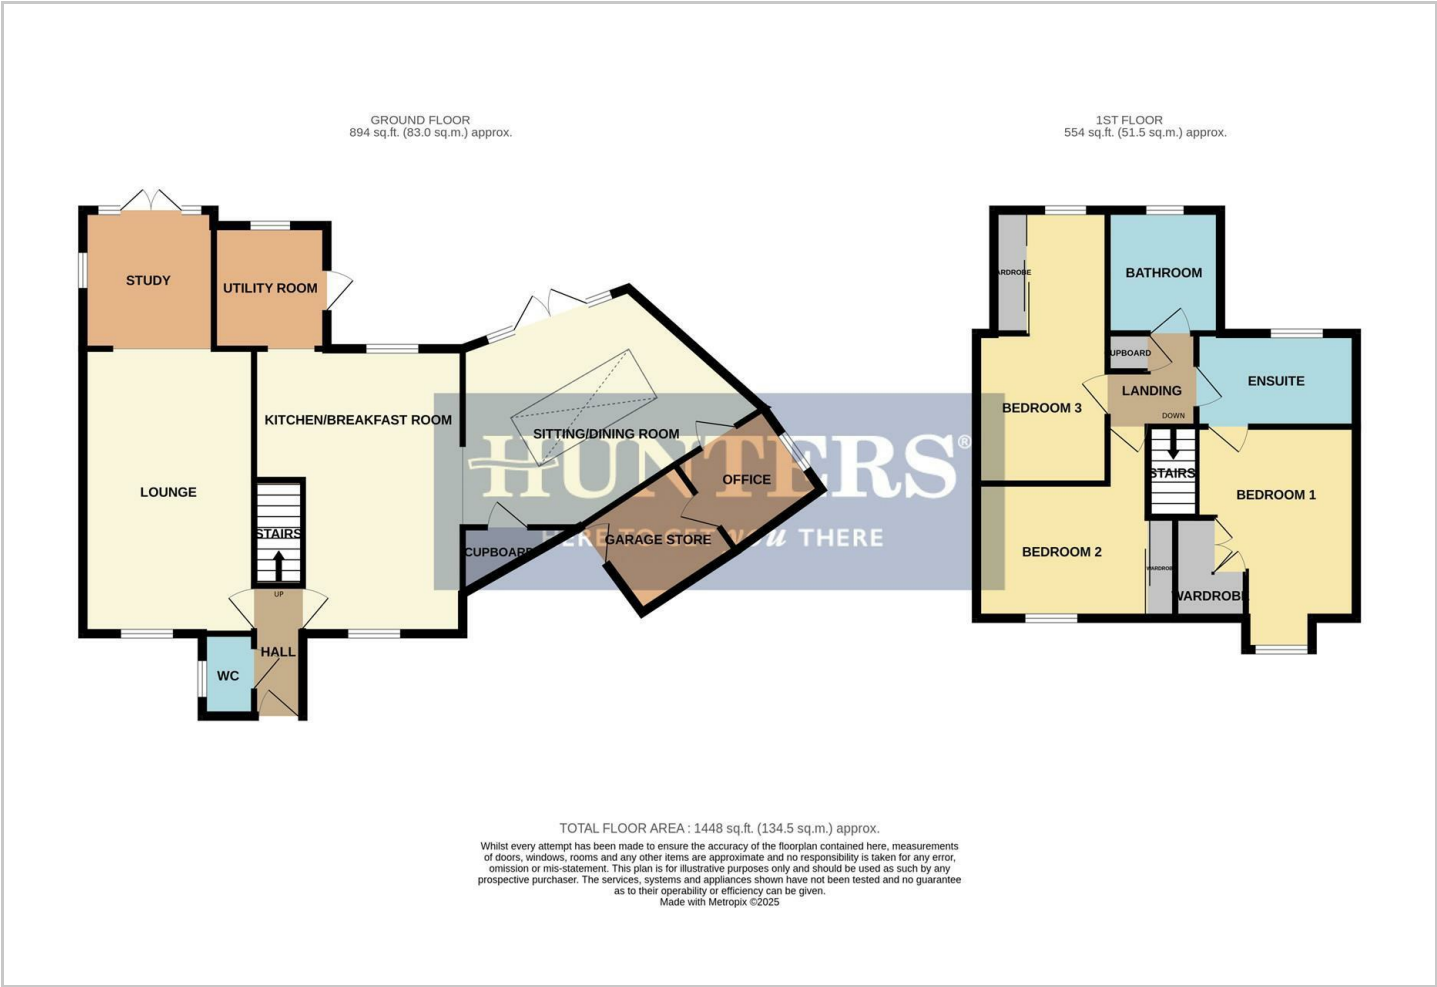 GROUND FLOOR
894 sq.ft. (83.0 sq.m.) approx.
1ST FLOOR
554 sq.ft. (51.5 sq.m.) approx.
STUDY
UTILITY ROOM
LOUNGE
KITCHEN/BREAKFAST ROOM
SITTING/DINING ROOM
OFFICE
GARAGE STORE
CUPBOARD
STAIRS
UP
HALL
WC
HUNTERS®
HERE TO GET you THERE
ARDROBE
BATHROOM
UPBOARD
LANDING
DOWN
ENSUITE
BEDROOM 3
STAIRS
BEDROOM 1
BEDROOM 2
WARDROBE
WARDROBE
TOTAL FLOOR AREA : 1448 sq.ft. (134.5 sq.m.) approx.
Whilst every attempt has been made to ensure the accuracy of the floorplan contained here, measurements
of doors, windows, rooms and any other items are approximate and no responsibility is taken for any error,
omission or mis-statement. This plan is for illustrative purposes only and should be used as such by any
prospective purchaser. The services, systems and appliances shown have not been tested and no guarantee
as to their operability or efficiency can be given.
Made with Metropix ©2025